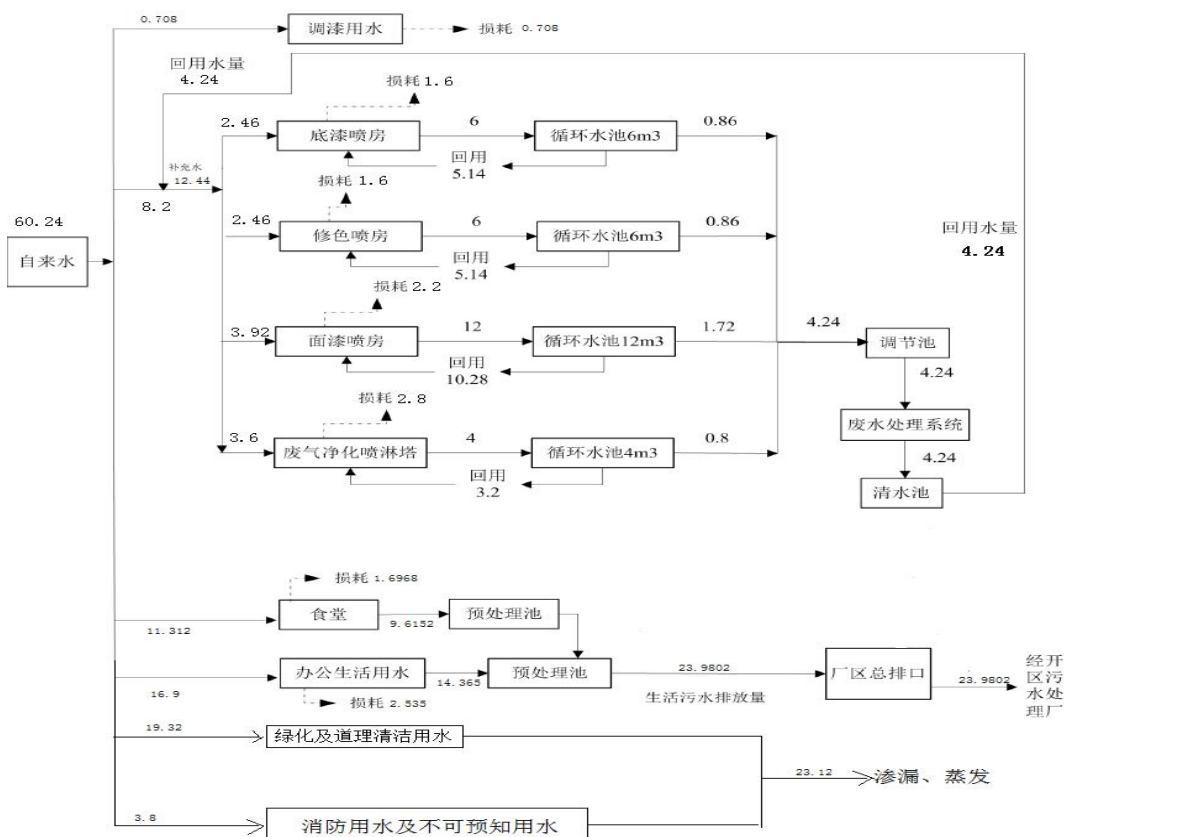 0.708
调漆用水
损耗 0.708
回用水量
4.24
损耗1.6
2.46
底漆喷房
6
循环水池6m3
0.86
回用
5.14
补充水
12.44
8.2
损耗1.6
60.24
自来水
2.46
修色喷房
6
循环水池6m3
0.86
回用
5.14
回用水量
4.24
损耗2.2
3.92
面漆喷房
12
循环水池12m3
1.72
4.24
调节池
回用
10.28
4.24
损耗2.8
废水处理系统
3.6
废气净化喷淋塔
4
循环水池4m3
0.8
4.24
回用
3.2
清水池
损耗1.6968
11.312
食堂
9.6152
预处理池
16.9
办公生活用水
14.365
预处理池
23.9802
生活污水排放量
厂区总排口
23.9802
经开
区污
水处
理厂
损耗2.535
19.32
绿化及道理清洁用水
23.12
渗漏、蒸发
3.8
消防用水及不可预知用水